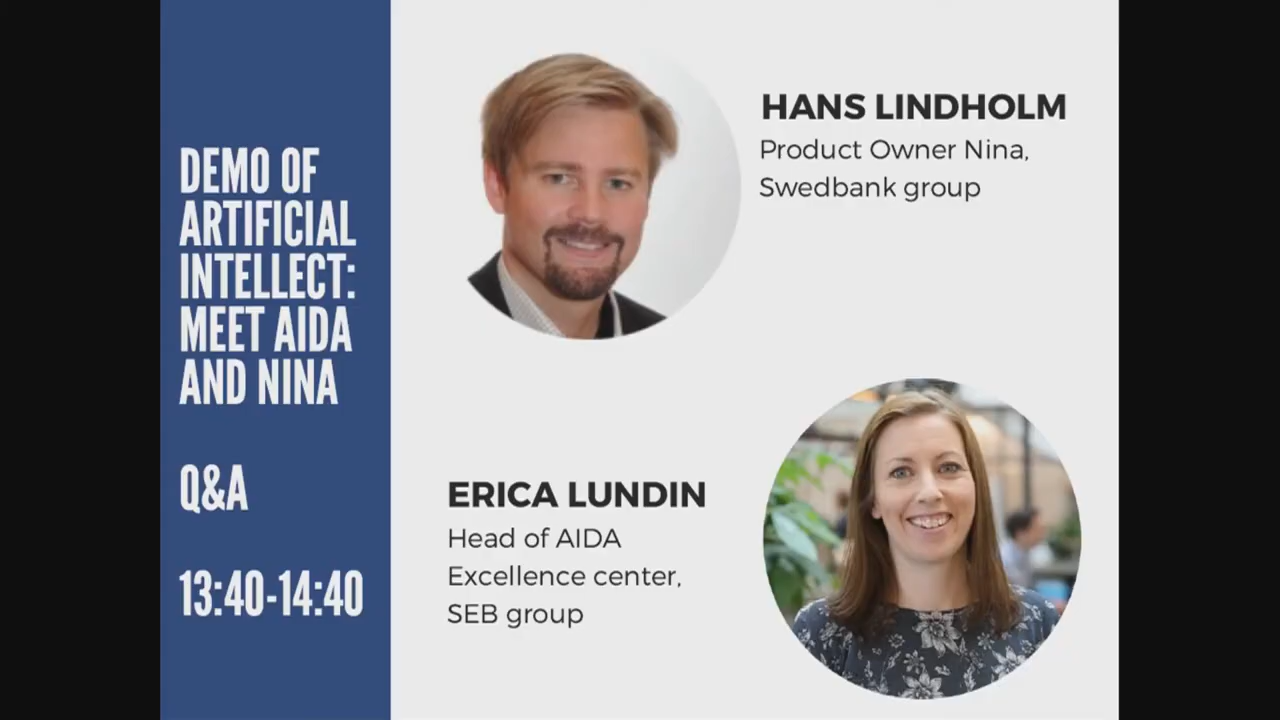 DEMO OF
ARTIFICIAL
INTELLECT:
MEET AIDA
AND NINA
Q&A
13:40-14:40
HANS LINDHOLM
Product Owner Nina,
Swedbank group
ERICA LUNDIN
Head of AIDA
Excellence center,
SEB group